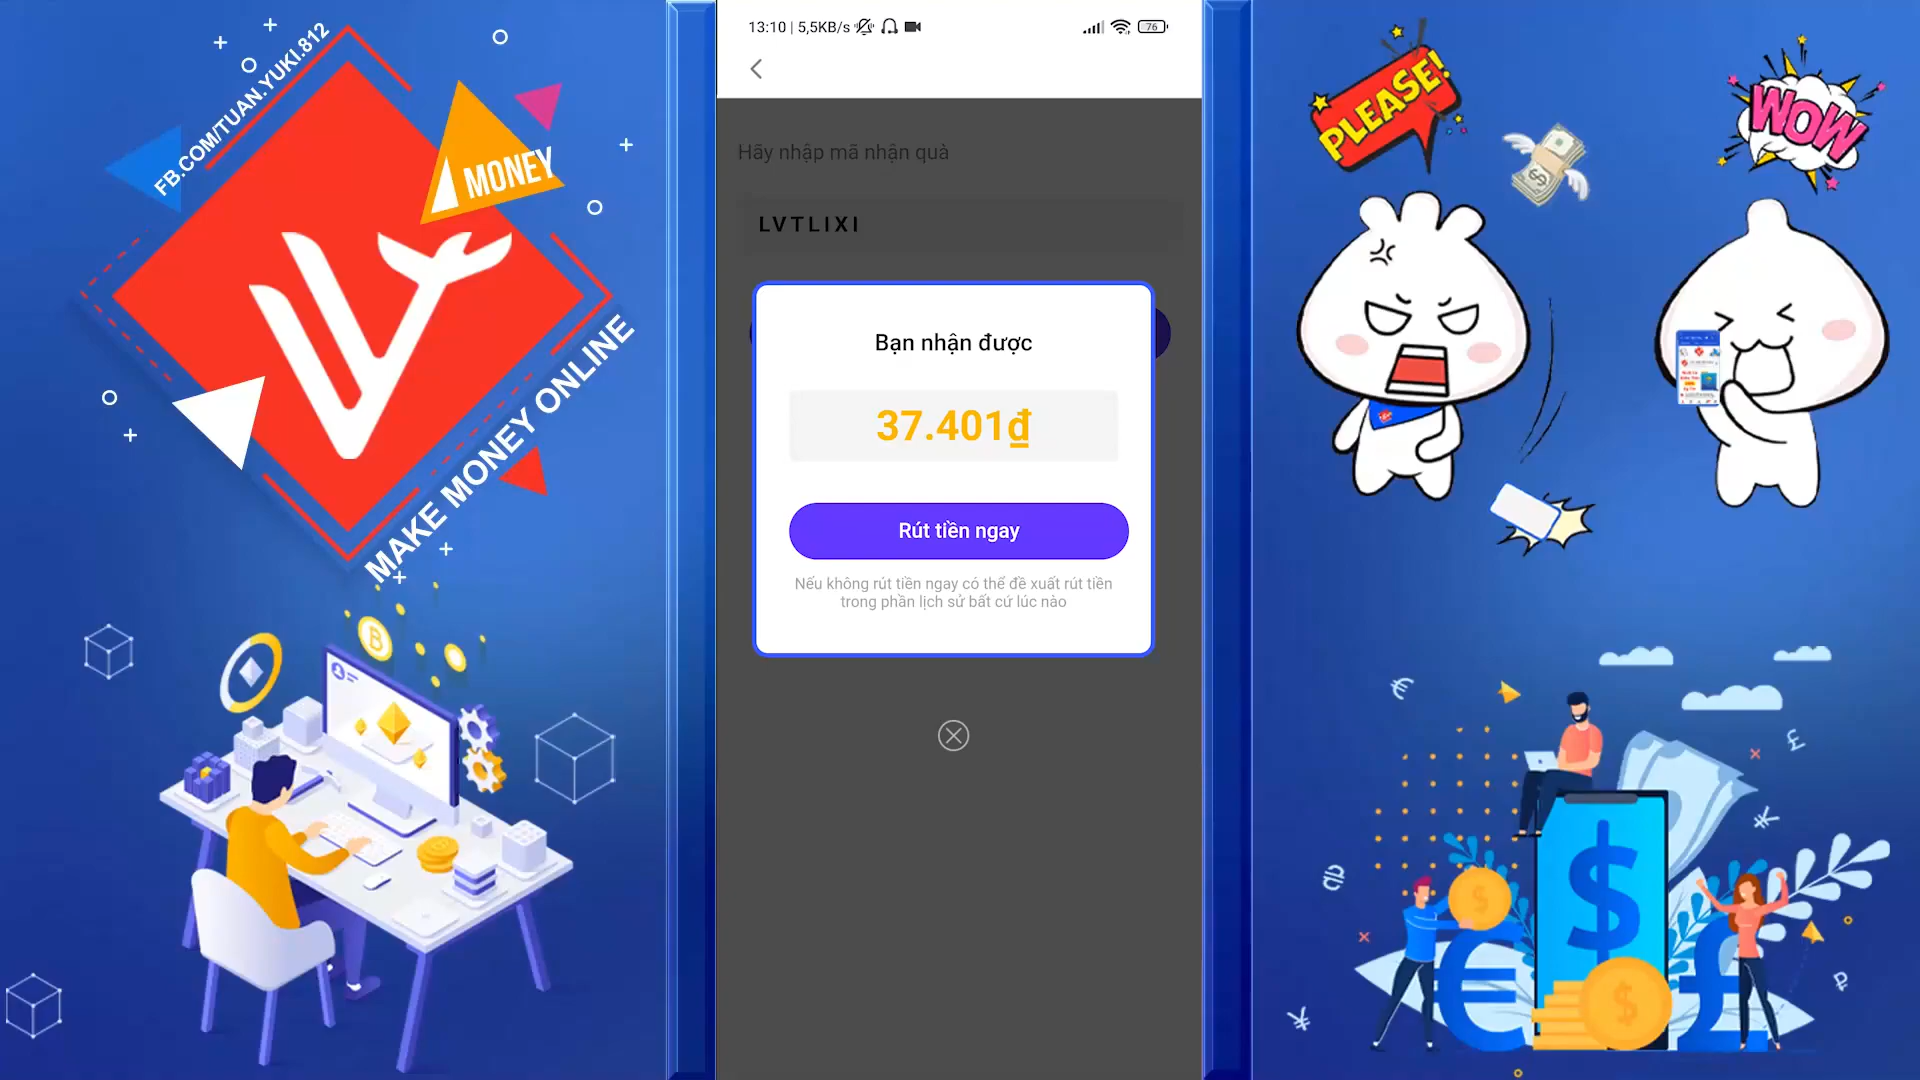 FB.COM/TUAN.YUKI.812
MONEY
MAKE MONEY ONLINE
13:10 | 5,5KB/s
76
Hãy nhập mã nhận quà
LVTLIXI
Bạn nhận được
37.401₫
Rút tiền ngay
Nếu không rút tiền ngay có thể đề xuất rút tiền
trong phần lịch sử bất cứ lúc nào
PLEASE!
WOW